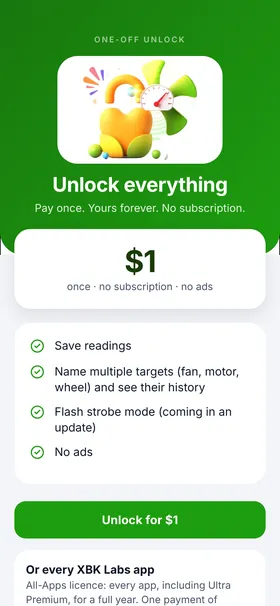 ONE-OFF UNLOCK
Unlock everything
Pay once. Yours forever. No subscription.
$1
once · no subscription · no ads
Save readings
Name multiple targets (fan, motor,
wheel) and see their history
Flash strobe mode (coming in an
update)
No ads
Unlock for $1
Or every XBK Labs app
All-Apps licence: every app, including Ultra
Premium, for a full year. One payment of